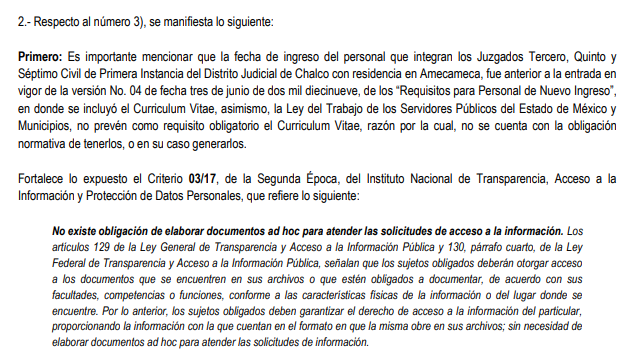 2.- Respecto al número 3), se manifiesta lo siguiente:
Primero: Es importante mencionar que la fecha de ingreso del personal que integran los Juzgados Tercero, Quinto y
Séptimo Civil de Primera Instancia del Distrito Judicial de Chalco con residencia en Amecameca, fue anterior a la entrada en
vigor de la versión No. 04 de fecha tres de junio de dos mil diecinueve, de los “Requisitos para Personal de Nuevo Ingreso”,
en donde se incluyó el Curriculum Vitae, asimismo, la Ley del Trabajo de los Servidores Públicos del Estado de México y
Municipios, no prevén como requisito obligatorio el Curriculum Vitae, razón por la cual, no se cuenta con la obligación
normativa de tenerlos, o en su caso generarlos.
Fortalece lo expuesto el Criterio 03/17, de la Segunda Época, del Instituto Nacional de Transparencia, Acceso a la
Información y Protección de Datos Personales, que refiere lo siguiente:
No existe obligación de elaborar documentos ad hoc para atender las solicitudes de acceso a la información. Los
artículos 129 de la Ley General de Transparencia y Acceso a la Información Pública y 130, párrafo cuarto, de la Ley
Federal de Transparencia y Acceso a la Información Pública, señalan que los sujetos obligados deberán otorgar acceso
a los documentos que se encuentren en sus archivos o que estén obligados a documentar, de acuerdo con sus
facultades, competencias o funciones, conforme a las características físicas de la información o del lugar donde se
encuentre. Por lo anterior, los sujetos obligados deben garantizar el derecho de acceso a la información del particular,
proporcionando la información con la que cuentan en el formato en que la misma obre en sus archivos; sin necesidad de
elaborar documentos ad hoc para atender las solicitudes de información.